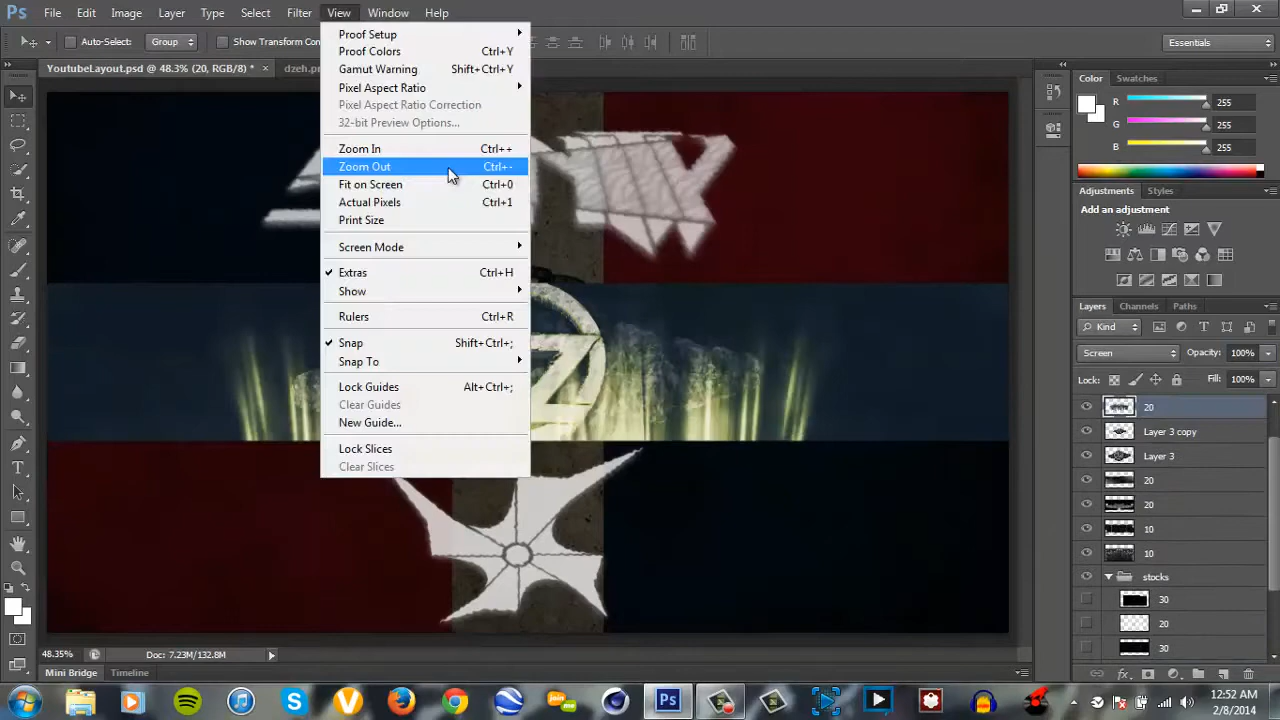 Ps File Edit Image Layer Type Select Filter View Window Help
Auto-Select: Group Show Transform Essentials
YoutubeLayout.psd @ 48.3% (20, RGB/8) * × dzeh.pn
Proof Setup
Proof Colors Ctrl+Y
Gamut Warning Shift+Ctrl+Y
Pixel Aspect Ratio
Pixel Aspect Ratio Correction
32-bit Preview Options...
Zoom In Ctrl++
Zoom Out Ctrl+-
Fit on Screen Ctrl+0
Actual Pixels Ctrl+1
Print Size
Screen Mode
Extras Ctrl+H
Show
Rulers Ctrl+R
Snap Shift+Ctrl+;
Snap To
Lock Guides Alt+Ctrl+;
Clear Guides
New Guide...
Lock Slices
Clear Slices
Color Swatches
R 255
G 255
B 255
Adjustments Styles
Add an adjustment
Layers Channels Paths
Kind
Screen Opacity: 100%
Lock: Fill: 100%
20
Layer 3 copy
Layer 3
20
20
10
10
stocks
30
20
30
48.35% Doc: 7.23M/132.8M
Mini Bridge Timeline
join me
Ps
12:52 AM
2/8/2014